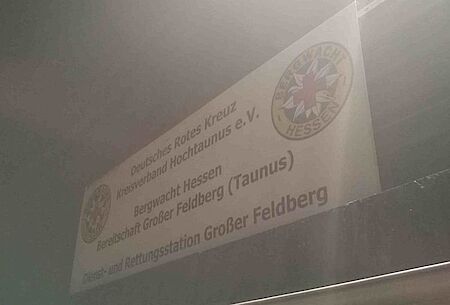 Deutsches Rotes Kreuz
Kreisverband Hochtaunus e.V.
Bergwacht Hessen
Bereitschaft Großer Feldberg (Taunus)
Dienst- und Rettungsstation Großer Feldberg
BERGWACHT
HESSEN